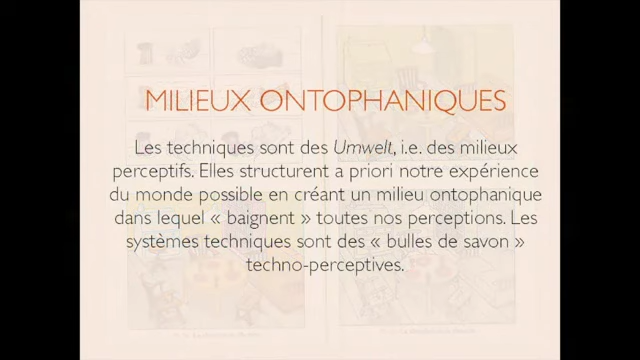 MILIEUX ONTOPHANIQUES
Les techniques sont des Umwelt, i.e. des milieux
perceptifs. Elles structurent a priori notre expérience
du monde possible en créant un milieu ontophanique
dans lequel « baignent » toutes nos perceptions. Les
systèmes techniques sont des « bulles de savon »
techno-perceptives.